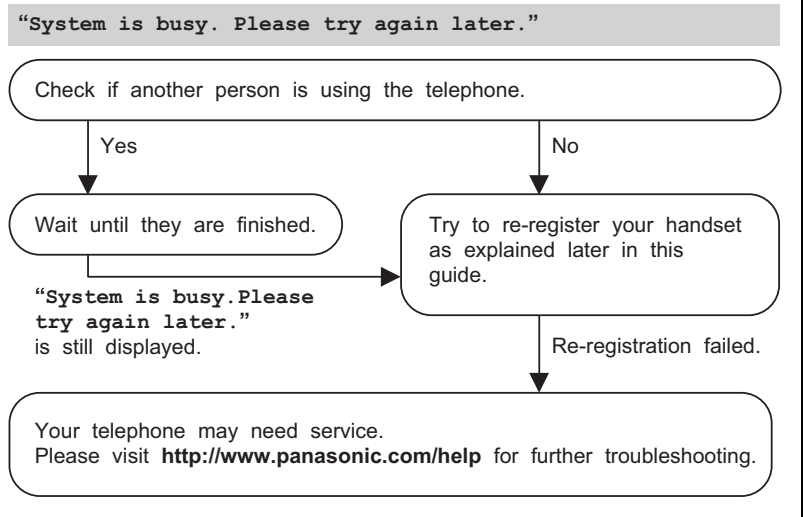 “System is busy. Please try again later.”
Check if another person is using the telephone.
Yes
No
Wait until they are finished.
Try to re-register your handset
as explained later in this
guide.
“System is busy.Please
try again later.”
is still displayed.
Re-registration failed.
Your telephone may need service.
Please visit http://www.panasonic.com/help for further troubleshooting.